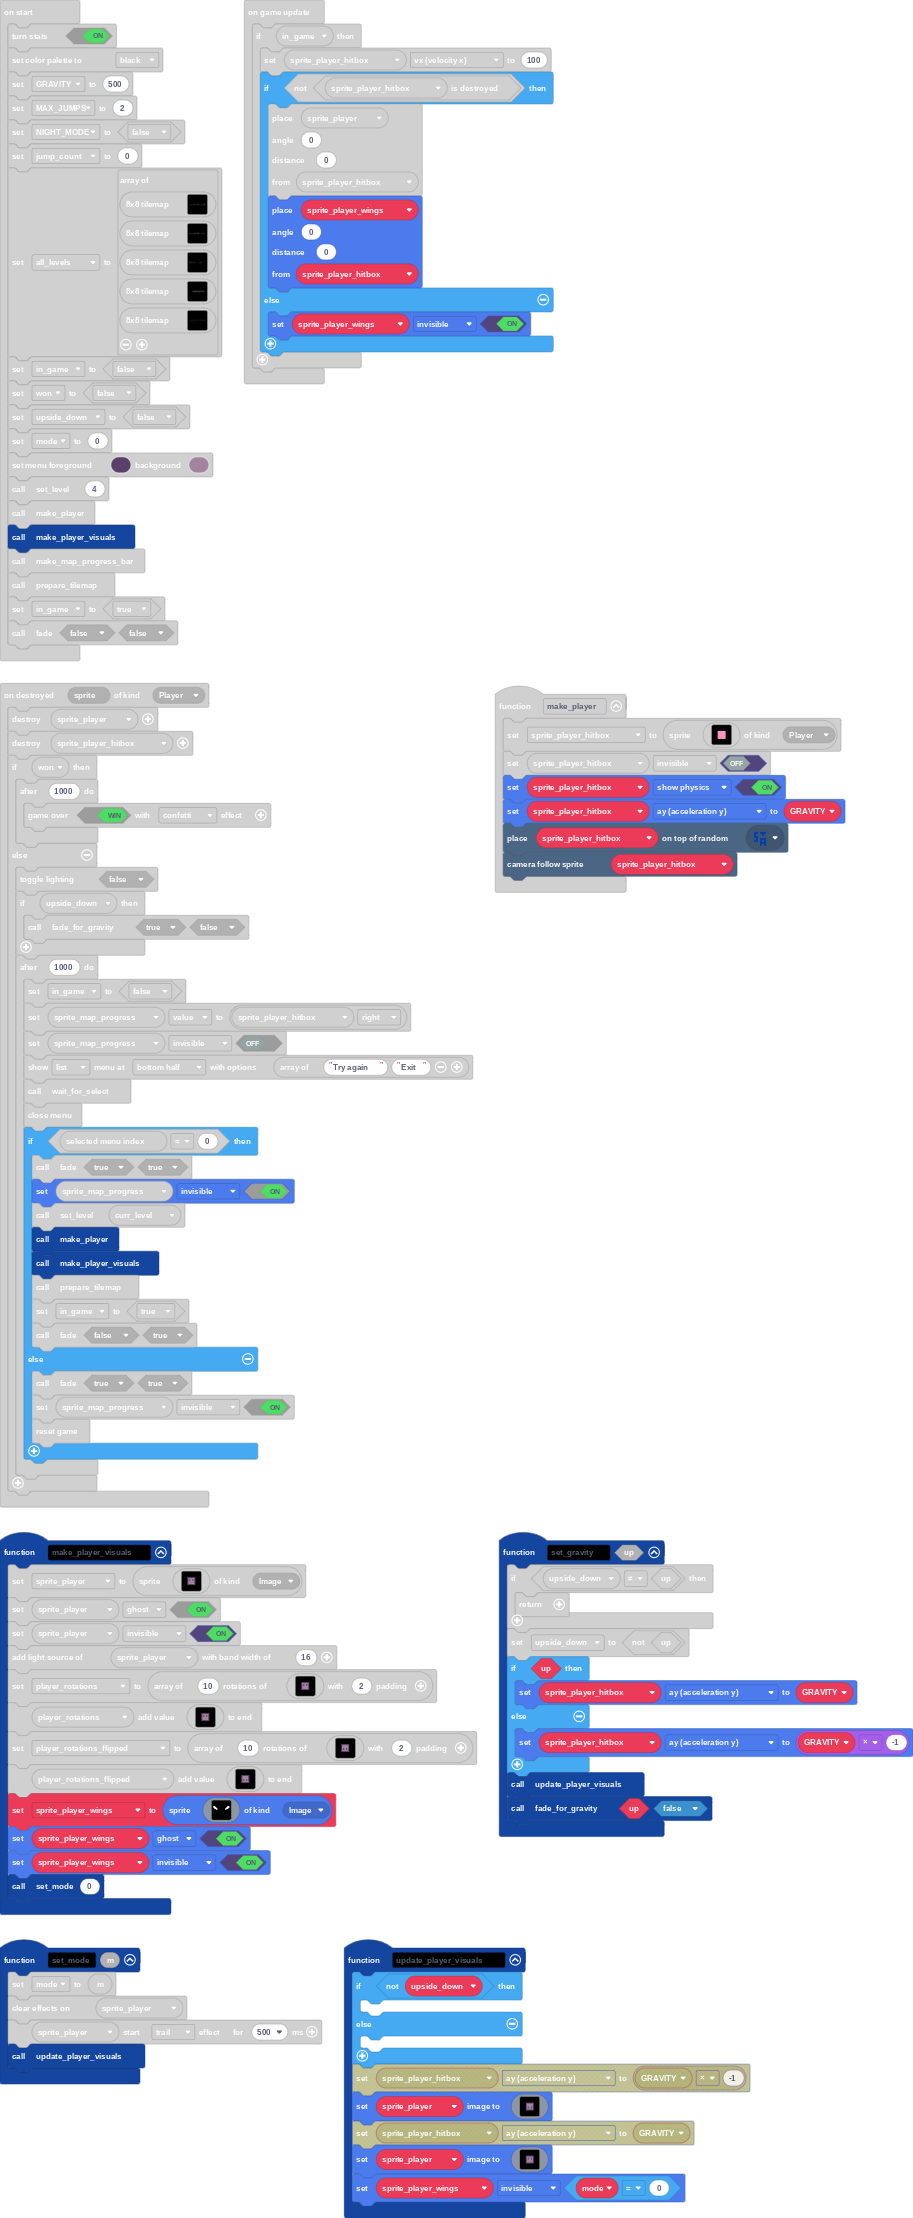 on start
turn stats ON
set color palette to black
set GRAVITY to 500
set MAX_JUMPS to 2
set NIGHT_MODE to false
set jump_count to 0
array of
8x8 tilemap
8x8 tilemap
set all_levels to 8x8 tilemap
8x8 tilemap
8x8 tilemap
set in_game to false
set won to false
set upside_down to false
set mode to 0
set menu foreground background
call set_level 4
call make_player
call make_player_visuals
call make_map_progress_bar
call prepare_tilemap
set in_game to true
call fade false false
on game update
if in_game then
set sprite_player_hitbox vx (velocity x) to 100
if not sprite_player_hitbox is destroyed then
place sprite_player
angle 0
distance 0
from sprite_player_hitbox
place sprite_player_wings
angle 0
distance 0
from sprite_player_hitbox
else
set sprite_player_wings invisible ON
on destroyed sprite of kind Player
destroy sprite_player
destroy sprite_player_hitbox
if won then
after 1000 do
game over WIN with confetti effect
else
toggle lighting false
if upside_down then
call fade_for_gravity true false
after 1000 do
set in_game to false
set sprite_map_progress value to sprite_player_hitbox right
set sprite_map_progress invisible OFF
show list menu at bottom half with options array of "Try again" "Exit"
call wait_for_select
close menu
if selected menu index = 0 then
call fade true true
set sprite_map_progress invisible ON
call set_level curr_level
call make_player
call make_player_visuals
call prepare_tilemap
set in_game to true
call fade false true
else
call fade true true
set sprite_map_progress invisible ON
reset game
function make_player
set sprite_player_hitbox to sprite of kind Player
set sprite_player_hitbox invisible OFF
set sprite_player_hitbox show physics ON
set sprite_player_hitbox ay (acceleration y) to GRAVITY
place sprite_player_hitbox on top of random
camera follow sprite sprite_player_hitbox
function make_player_visuals
set sprite_player to sprite of kind Image
set sprite_player ghost ON
set sprite_player invisible ON
add light source of sprite_player with band width of 16
set player_rotations to array of 10 rotations of with 2 padding
player_rotations add value to end
set player_rotations_flipped to array of 10 rotations of with 2 padding
player_rotations_flipped add value to end
set sprite_player_wings to sprite of kind Image
set sprite_player_wings ghost ON
set sprite_player_wings invisible ON
call set_mode 0
function set_gravity up
if upside_down ≠ up then
return
set upside_down to not up
if up then
set sprite_player_hitbox ay (acceleration y) to GRAVITY
else
set sprite_player_hitbox ay (acceleration y) to GRAVITY × -1
call update_player_visuals
call fade_for_gravity up false
function set_mode m
set mode to m
clear effects on sprite_player
sprite_player start trail effect for 500 ms
call update_player_visuals
function update_player_visuals
if not upside_down then
else
set sprite_player_hitbox ay (acceleration y) to GRAVITY × -1
set sprite_player image to
set sprite_player_hitbox ay (acceleration y) to GRAVITY
set sprite_player image to
set sprite_player_wings invisible mode = 0